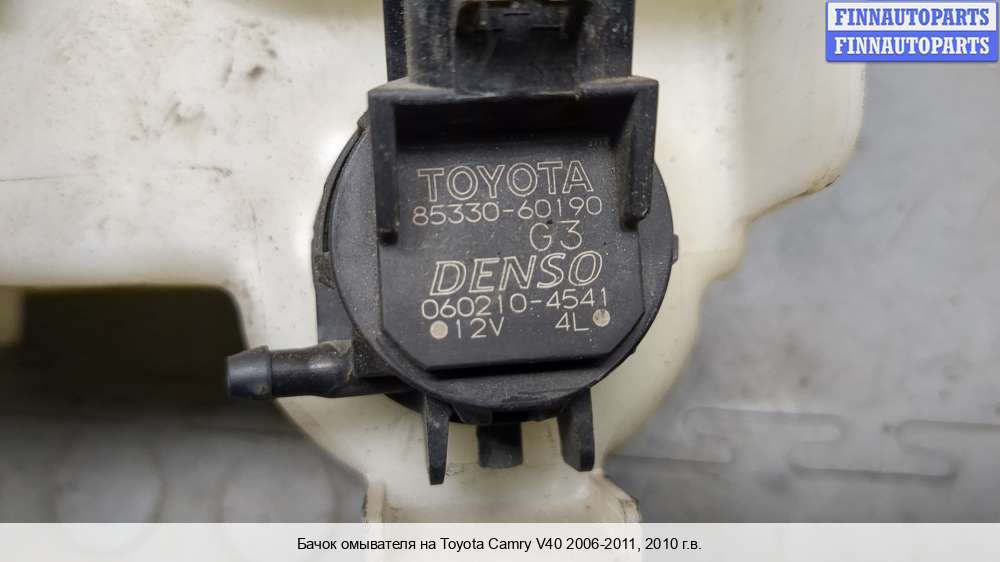 FINNAUTOPARTS
FINNAUTOPARTS
TOYOTA
85330-60190
G3
DENSO
060210-4541
12V 4L
Бачок омывателя на Toyota Camry V40 2006-2011, 2010 г.в.